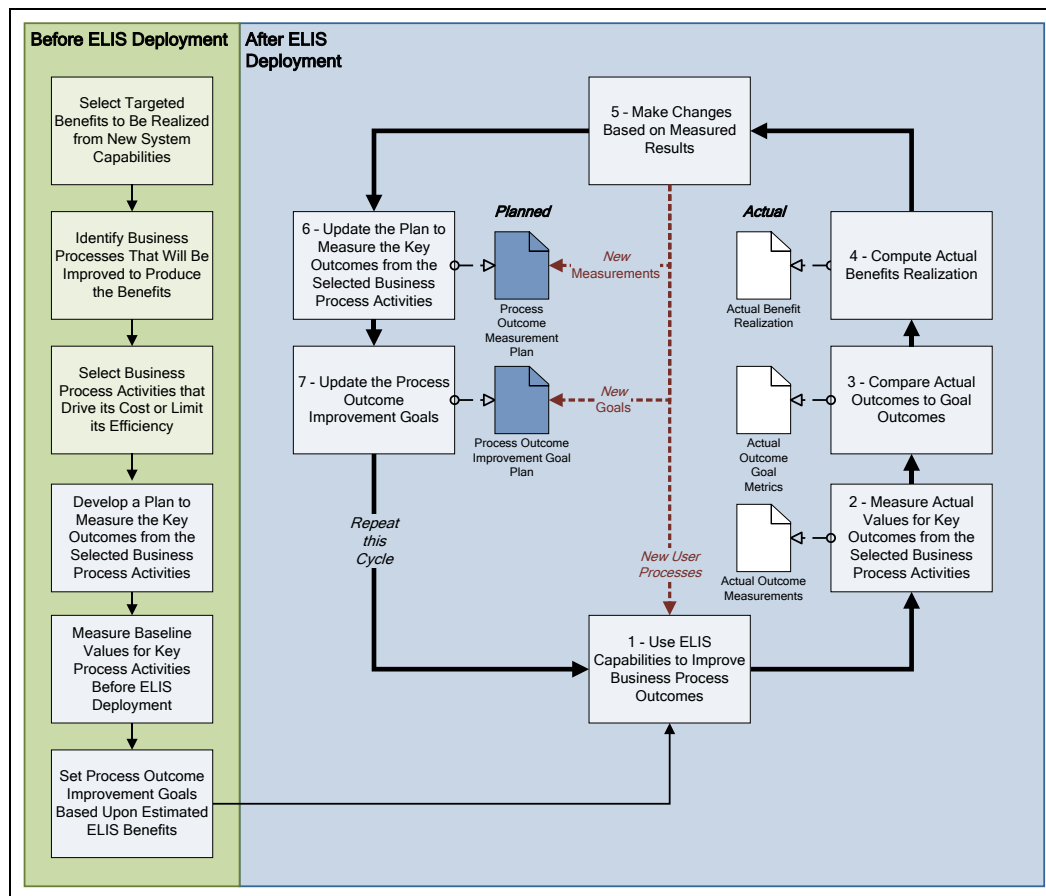 Before ELIS Deployment
Select Targeted
Benefits to Be Realized
from New System
Capabilities
Identify Business
Processes That Will Be
Improved to Produce
the Benefits
Select Business
Process Activities that
Drive its Cost or Limit
its Efficiency
Develop a Plan to
Measure the Key
Outcomes from the
Selected Business
Process Activities
Measure Baseline
Values for Key
Process Activities
Before ELIS
Deployment
Set Process Outcome
Improvement Goals
Based Upon Estimated
ELIS Benefits
After ELIS
Deployment
5 - Make Changes
Based on Measured
Results
6 - Update the Plan to
Measure the Key
Outcomes from the
Selected Business
Process Activities
Planned
Process
Outcome
Measurement
Plan
New
Measurements
7 - Update the Process
Outcome
Improvement Goals
Process Outcome
Improvement Goal
Plan
New
Goals
Repeat
this
Cycle
New User
Processes
Actual
Actual Benefit
Realization
4 - Compute Actual
Benefits Realization
Actual
Outcome
Goal
Metrics
3 - Compare Actual
Outcomes to Goal
Outcomes
Actual Outcome
Measurements
2 - Measure Actual
Values for Key
Outcomes from the
Selected Business
Process Activities
1 - Use ELIS
Capabilities to Improve
Business Process
Outcomes